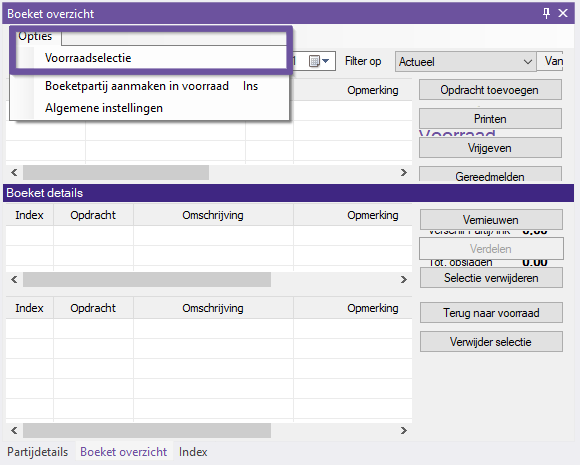 Boeket overzicht
Opties
Voorraadselectie
1 Filter op Actueel Van
Boeketpartij aanmaken in voorraad Ins
Algemene instellingen
Opmerking
Opdracht toevoegen
Printen
Voorraad
Vrijgeven
Gereedmelden
Boeket details
Index Opdracht Omschrijving Opmerking
Vernieuwen
Verschil Partij/Ink 0,00
Verdelen
Tot. opsladen 0.00
Selectie verwijderen
Index Opdracht Omschrijving Opmerking
Terug naar voorraad
Verwijder selectie
Partijdetails Boeket overzicht Index